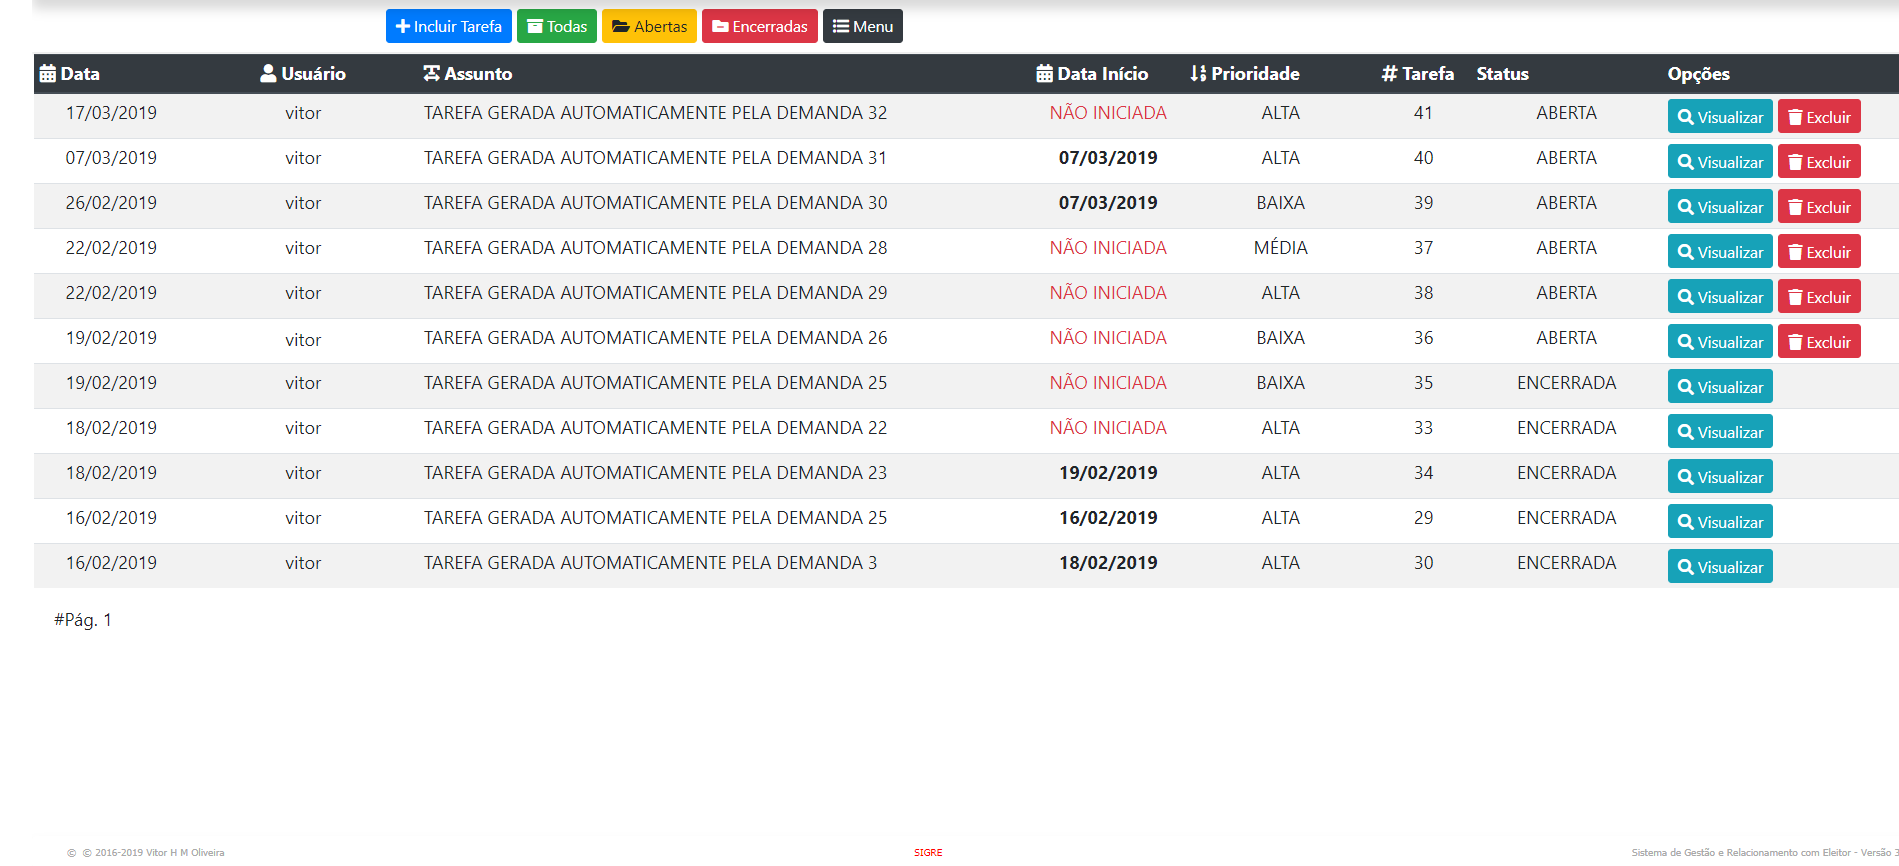 Incluir Tarefa Todas Abertas Encerradas Menu
Data Usuário Assunto Data Início Prioridade Tarefa Status Opções
17/03/2019 vitor TAREFA GERADA AUTOMATICAMENTE PELA DEMANDA 32 NÃO INICIADA ALTA 41 ABERTA Visualizar Excluir
07/03/2019 vitor TAREFA GERADA AUTOMATICAMENTE PELA DEMANDA 31 07/03/2019 ALTA 40 ABERTA Visualizar Excluir
26/02/2019 vitor TAREFA GERADA AUTOMATICAMENTE PELA DEMANDA 30 07/03/2019 BAIXA 39 ABERTA Visualizar Excluir
22/02/2019 vitor TAREFA GERADA AUTOMATICAMENTE PELA DEMANDA 28 NÃO INICIADA MÉDIA 37 ABERTA Visualizar Excluir
22/02/2019 vitor TAREFA GERADA AUTOMATICAMENTE PELA DEMANDA 29 NÃO INICIADA ALTA 38 ABERTA Visualizar Excluir
19/02/2019 vitor TAREFA GERADA AUTOMATICAMENTE PELA DEMANDA 26 NÃO INICIADA BAIXA 36 ABERTA Visualizar Excluir
19/02/2019 vitor TAREFA GERADA AUTOMATICAMENTE PELA DEMANDA 25 NÃO INICIADA BAIXA 35 ENCERRADA Visualizar
18/02/2019 vitor TAREFA GERADA AUTOMATICAMENTE PELA DEMANDA 22 NÃO INICIADA ALTA 33 ENCERRADA Visualizar
18/02/2019 vitor TAREFA GERADA AUTOMATICAMENTE PELA DEMANDA 23 19/02/2019 ALTA 34 ENCERRADA Visualizar
16/02/2019 vitor TAREFA GERADA AUTOMATICAMENTE PELA DEMANDA 25 16/02/2019 ALTA 29 ENCERRADA Visualizar
16/02/2019 vitor TAREFA GERADA AUTOMATICAMENTE PELA DEMANDA 3 18/02/2019 ALTA 30 ENCERRADA Visualizar
#Pág. 1
© © 2016-2019 Vitor H M Oliveira SIGRE Sistema de Gestão e Relacionamento com Eleitor - Versão 3